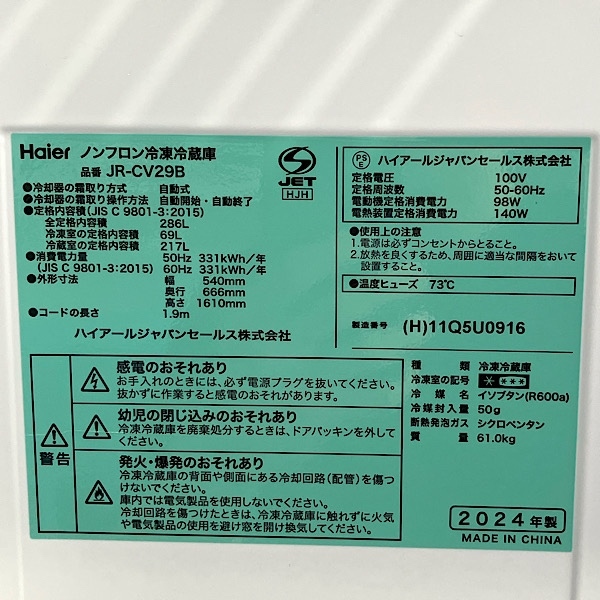 Haier ノンフロン冷凍冷蔵庫
品番 JR-CV29B
JET
HJH
●冷却器の霜取り方式 自動式
●冷却器の霜取り操作方法 自動開始・自動終了
●定格内容積(JIS C 9801-3:2015)
全定格内容積 286L
冷凍室の定格内容積 69L
冷蔵室の定格内容積 217L
●消費電力量 50Hz 331kWh/年
(JIS C 9801-3:2015) 60Hz 331kWh/年
●外形寸法 幅 540mm
奥行 666mm
高さ 1610mm
●コードの長さ 1.9m
ハイアールジャパンセールス株式会社
PS
E
ハイアールジャパンセールス株式会社
定格電圧 100V
定格周波数 50-60Hz
電動機定格消費電力 98W
電熱装置定格消費電力 140W
●使用上の注意
1.電源は必ずコンセントからとること。
2.放熱を良くするため、周囲に適当な間隔をおいて
設置すること。
●温度ヒューズ 73℃
製造番号 (H)11Q5U0916
警告
感電のおそれあり
お手入れのときには、必ず電源プラグを抜いてください。
抜かずに作業すると感電のおそれがあります。
幼児の閉じ込みのおそれあり
冷凍冷蔵庫を廃棄処分するときは、ドアパッキンを外して
ください。
発火・爆発のおそれあり
冷凍冷蔵庫の背面や側面にある冷却回路(配管)を傷つ
けないでください。
庫内では電気製品を使用しないでください。
冷却回路を傷つけたときは、冷凍冷蔵庫に触れずに火気
や電気製品の使用を避け窓を開け換気してください。
種類 冷凍冷蔵庫
冷凍室の記号
冷媒 イソブタン(R600a)
冷媒封入量 50g
断熱発泡ガス シクロペンタン
質量 61.0kg
2024年製
MADE IN CHINA